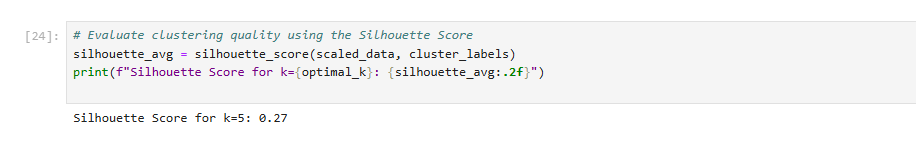 [24]: # Evaluate clustering quality using the Silhouette Score
silhouette_avg = silhouette_score(scaled_data, cluster_labels)
print(f"Silhouette Score for k={optimal_k}: {silhouette_avg:.2f}")
Silhouette Score for k=5: 0.27